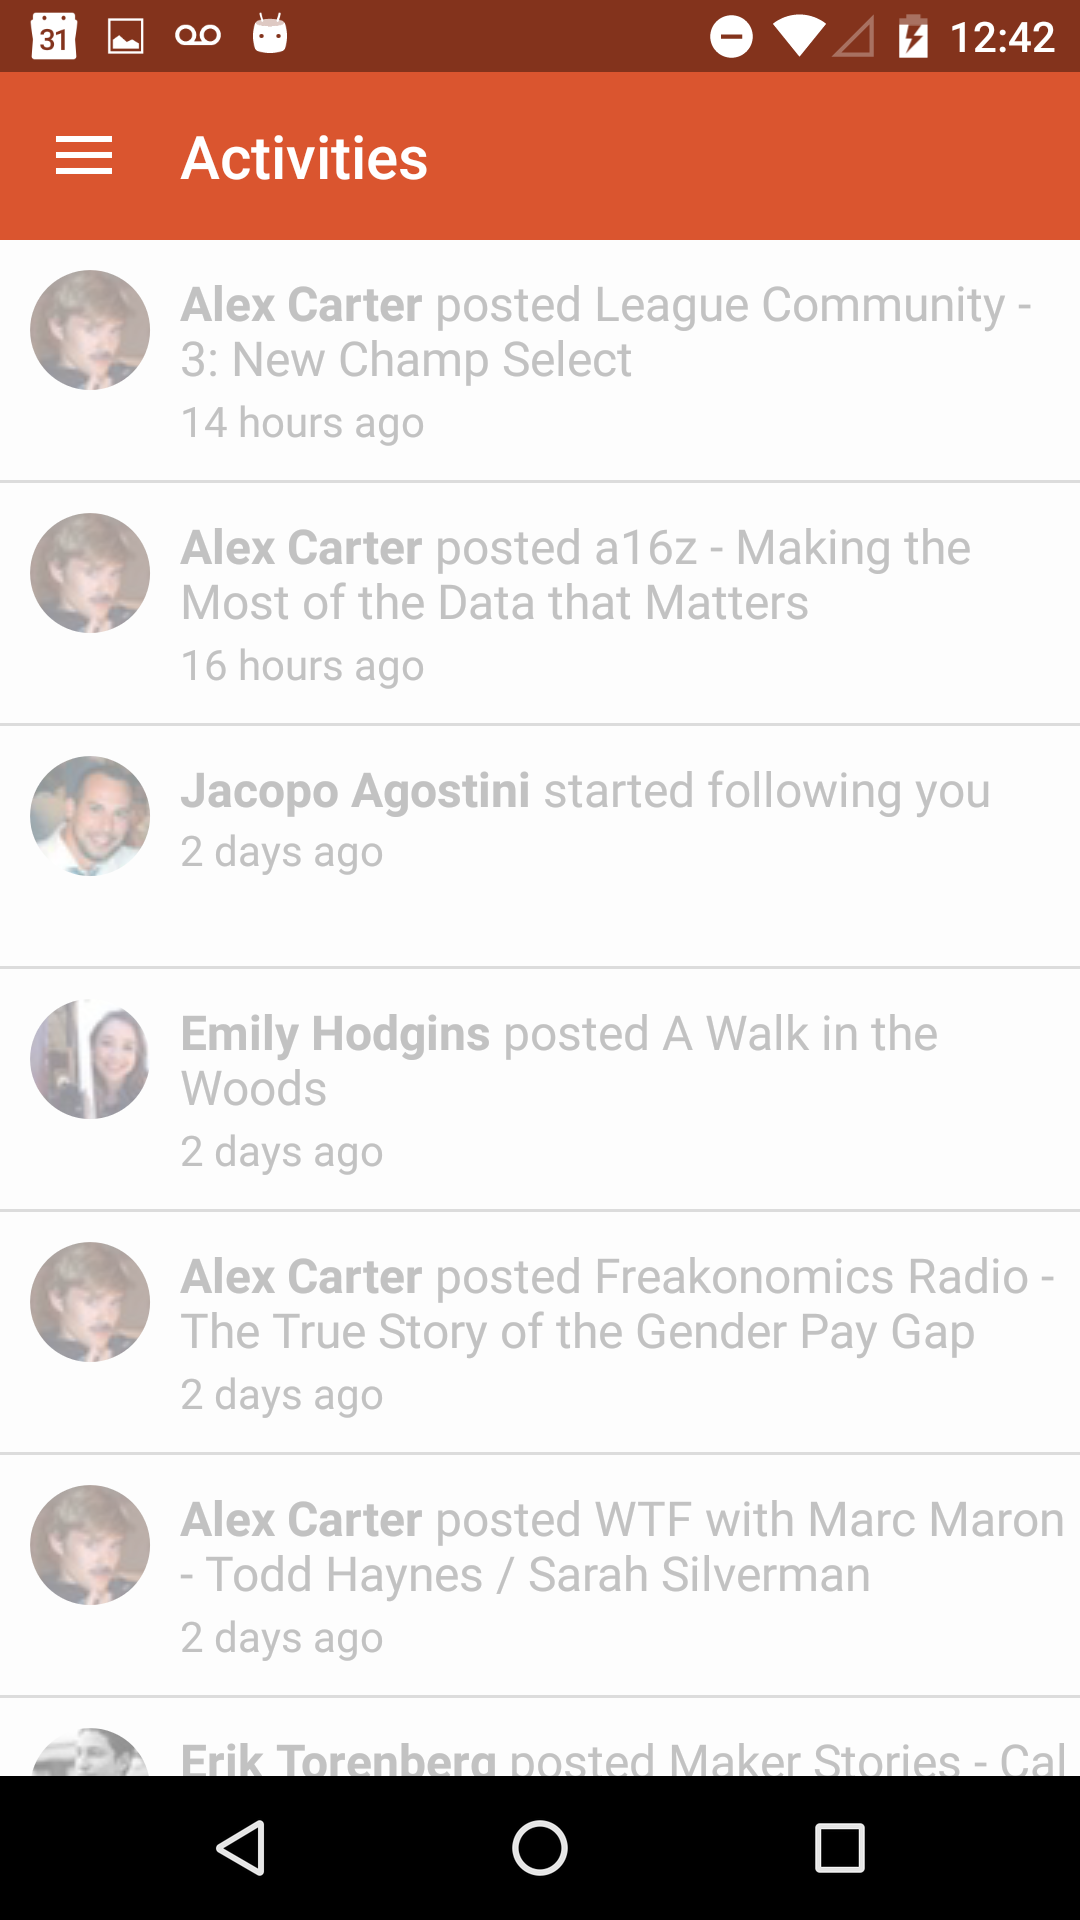 31
12:42
Activities
Alex Carter posted League Community -
3: New Champ Select
14 hours ago
Alex Carter posted a16z - Making the
Most of the Data that Matters
16 hours ago
Jacopo Agostini started following you
2 days ago
Emily Hodgins posted A Walk in the
Woods
2 days ago
Alex Carter posted Freakonomics Radio -
The True Story of the Gender Pay Gap
2 days ago
Alex Carter posted WTF with Marc Maron
- Todd Haynes / Sarah Silverman
2 days ago
Erik Torenberg posted Maker Stories - Cal